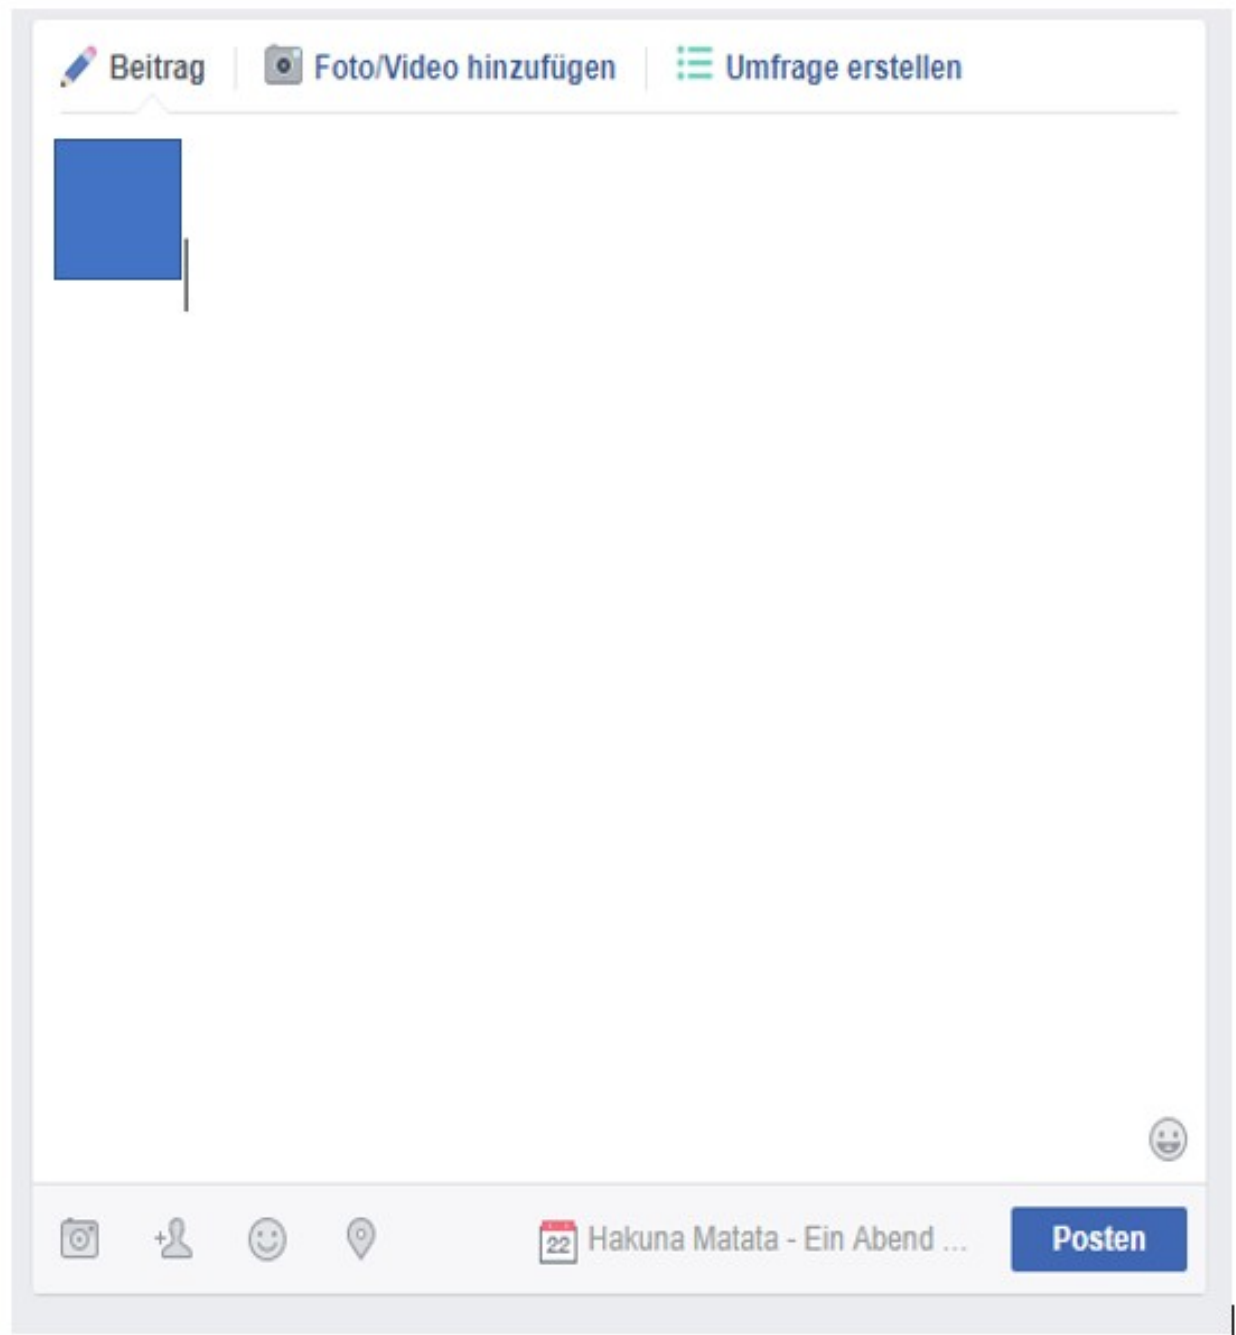 Beitrag Foto/Video hinzufügen Umfrage erstellen
22 Hakuna Matata - Ein Abend ... Posten